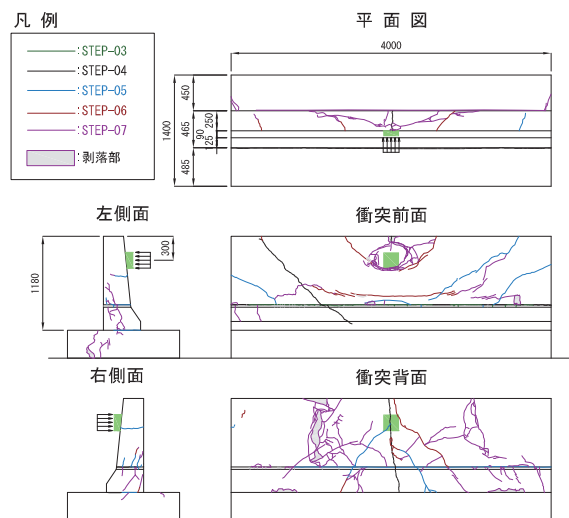 凡 例
:STEP-03
:STEP-04
:STEP-05
:STEP-06
:STEP-07
:剥落部
平 面 図
4000
1400
450
465
485
250
90
125
左側面
300
1180
衝突前面
右側面
衝突背面